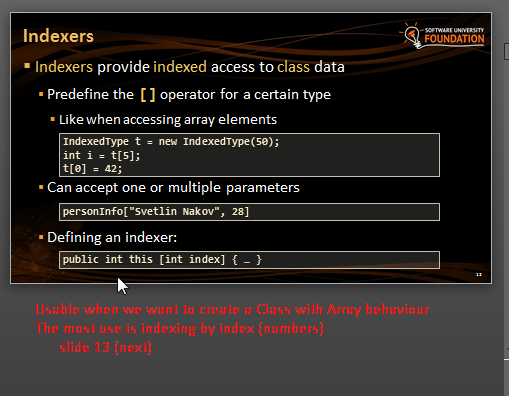 Indexers
SOFTWARE UNIVERSITY
FOUNDATION
Indexers provide indexed access to class data
Predefine the [] operator for a certain type
Like when accessing array elements
IndexedType t = new IndexedType(50);
int i = t[5];
t[0] = 42;
Can accept one or multiple parameters
personInfo["Svetlin Nakov", 28]
Defining an indexer:
public int this [int index] { … }
12
Usable when we want to create a Class with Array behaviour
The most use is indexing by index (numbers)
slide 13 (next)